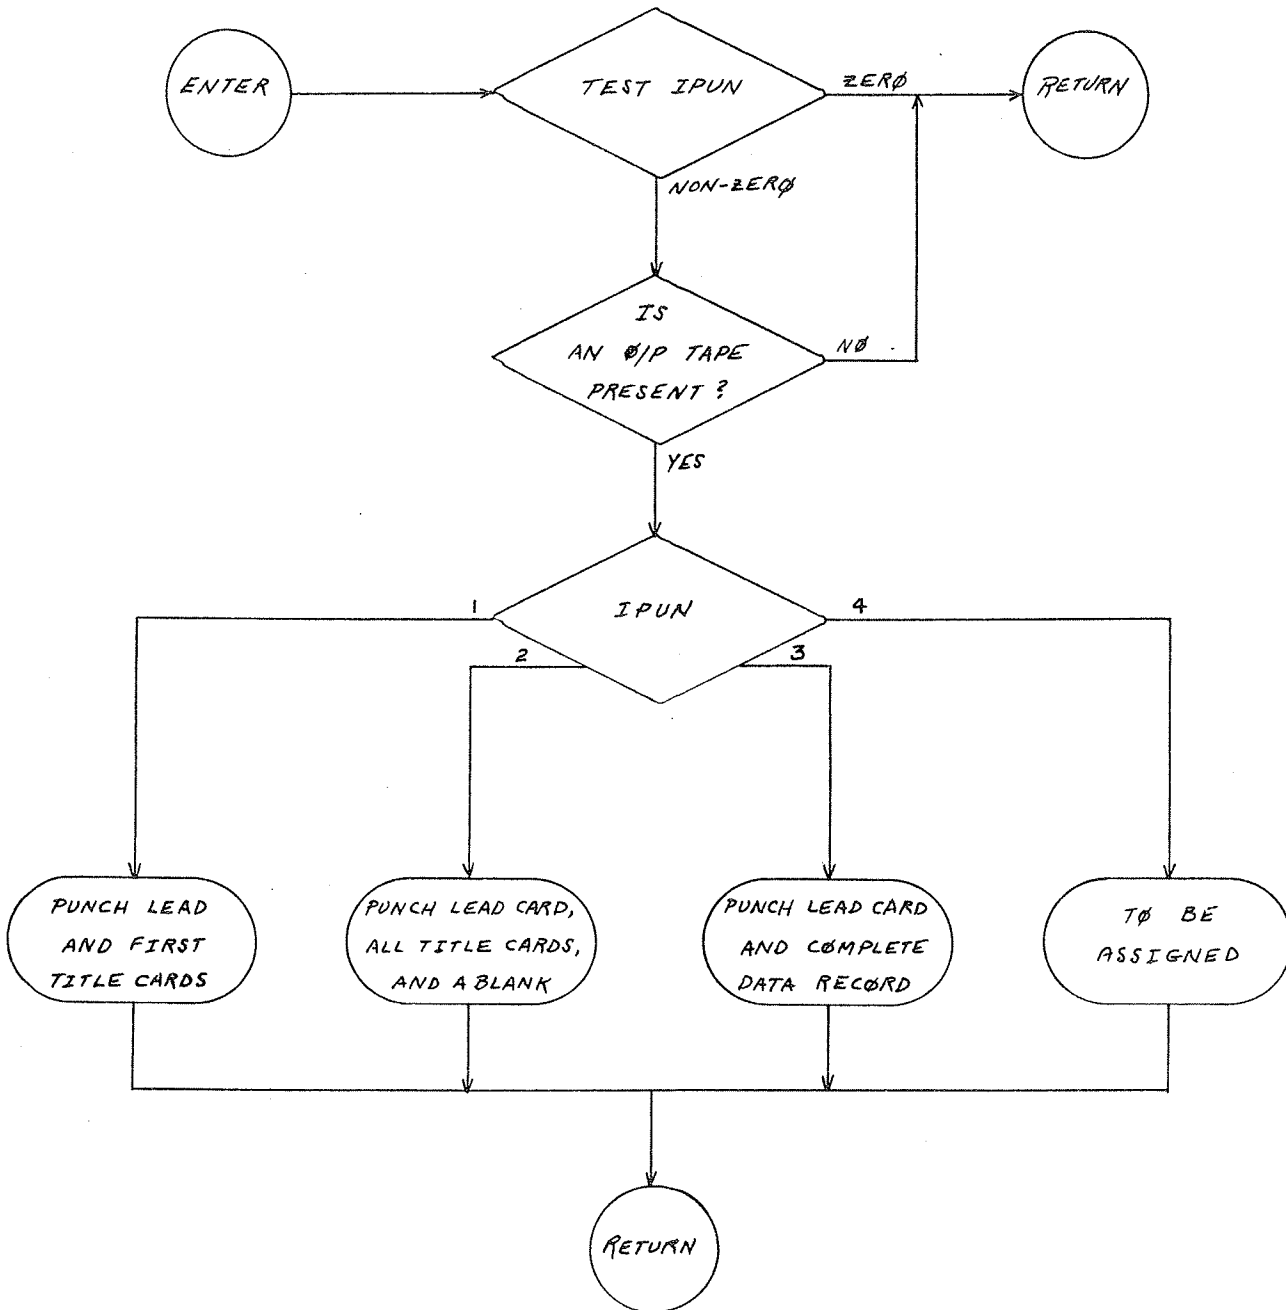 ENTER
TEST IPUN
ZERØ
RETURN
NON-ZERØ
IS
AN Ø/P TAPE
PRESENT?
NØ
YES
IPUN
1
2
3
4
PUNCH LEAD
AND FIRST
TITLE CARDS
PUNCH LEAD CARD,
ALL TITLE CARDS,
AND A BLANK
PUNCH LEAD CARD
AND CØMPLETE
DATA RECØRD
TØ BE
ASSIGNED
RETURN